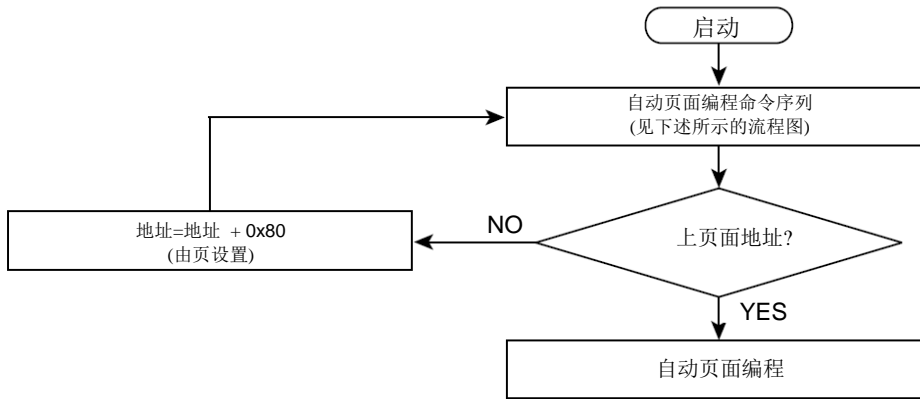 启动
自动页面编程命令序列
(见下述所示的流程图)
上页面地址?
NO
地址=地址 + 0x80
(由页设置)
YES
自动页面编程